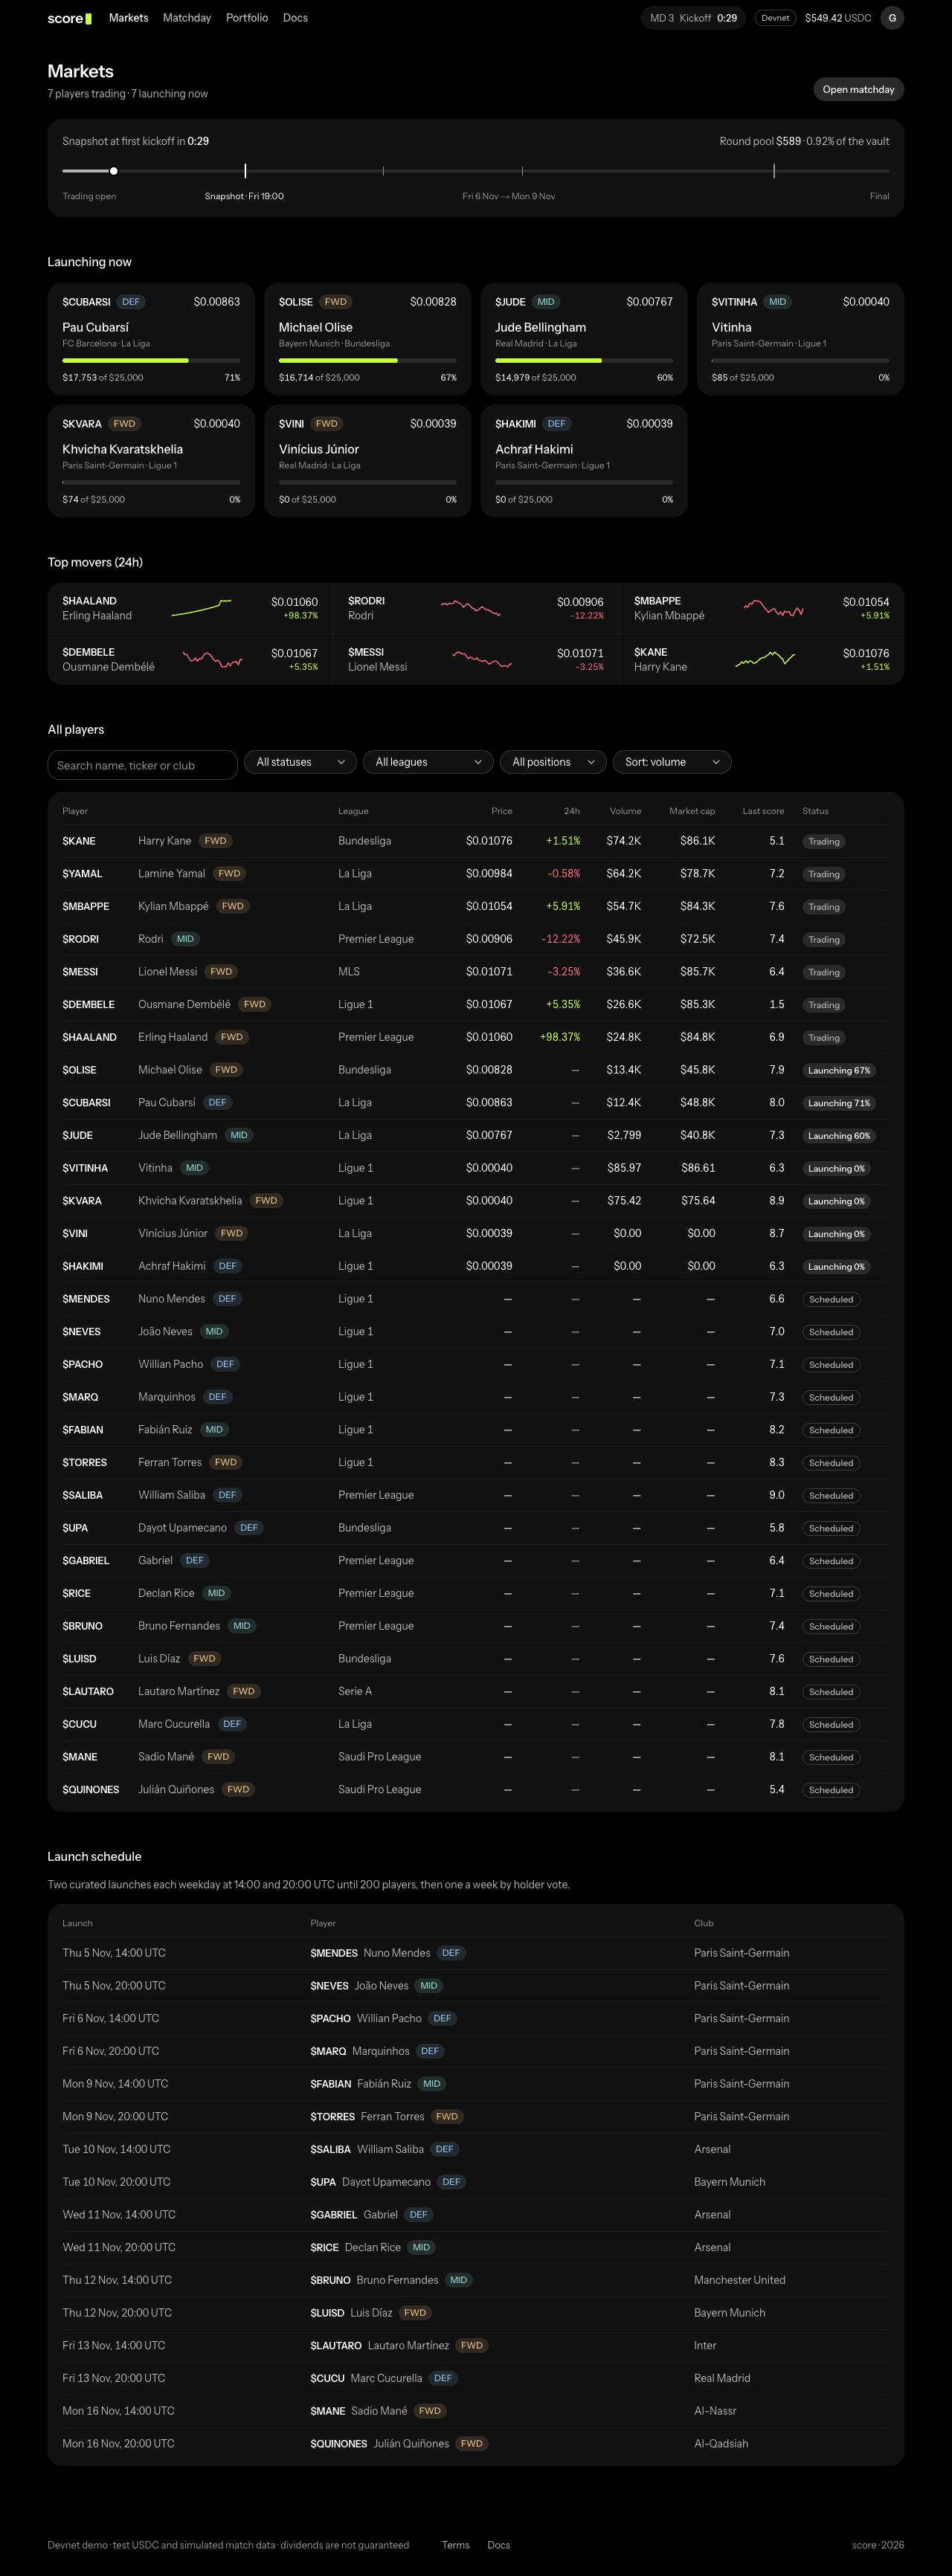 score Markets Matchday Portfolio Docs MD 3 Kickoff 0:29 Devnet $549.42 USDC G
Markets
7 players trading · 7 launching now
Open matchday
Snapshot at first kickoff in 0:29 Round pool $589 · 0.92% of the vault
Trading open Snapshot · Fri 19:00 Fri 6 Nov → Mon 9 Nov Final
Launching now
$CUBARSI DEF $0.00863
Pau Cubarsí
FC Barcelona · La Liga
$17,753 of $25,000 71%
$OLISE FWD $0.00828
Michael Olise
Bayern Munich · Bundesliga
$16,714 of $25,000 67%
$JUDE MID $0.00767
Jude Bellingham
Real Madrid · La Liga
$14,979 of $25,000 60%
$VITINHA MID $0.00040
Vitinha
Paris Saint-Germain · Ligue 1
$85 of $25,000 0%
$KVARA FWD $0.00040
Khvicha Kvaratskhelia
Paris Saint-Germain · Ligue 1
$74 of $25,000 0%
$VINI FWD $0.00039
Vinícius Júnior
Real Madrid · La Liga
$0 of $25,000 0%
$HAKIMI DEF $0.00039
Achraf Hakimi
Paris Saint-Germain · Ligue 1
$0 of $25,000 0%
Top movers (24h)
$HAALAND $0.01060
Erling Haaland +98.37%
$RODRI $0.00906
Rodri -12.22%
$MBAPPE $0.01054
Kylian Mbappé +5.91%
$DEMBELE $0.01067
Ousmane Dembélé +5.35%
$MESSI $0.01071
Lionel Messi -3.25%
$KANE $0.01076
Harry Kane +1.51%
All players
Search name, ticker or club All statuses All leagues All positions Sort: volume
Player League Price 24h Volume Market cap Last score Status
$KANE Harry Kane FWD Bundesliga $0.01076 +1.51% $74.2K $86.1K 5.1 Trading
$YAMAL Lamine Yamal FWD La Liga $0.00984 -0.58% $64.2K $78.7K 7.2 Trading
$MBAPPE Kylian Mbappé FWD La Liga $0.01054 +5.91% $54.7K $84.3K 7.6 Trading
$RODRI Rodri MID Premier League $0.00906 -12.22% $45.9K $72.5K 7.4 Trading
$MESSI Lionel Messi FWD MLS $0.01071 -3.25% $36.6K $85.7K 6.4 Trading
$DEMBELE Ousmane Dembélé FWD Ligue 1 $0.01067 +5.35% $26.6K $85.3K 1.5 Trading
$HAALAND Erling Haaland FWD Premier League $0.01060 +98.37% $24.8K $84.8K 6.9 Trading
$OLISE Michael Olise FWD Bundesliga $0.00828 — $13.4K $45.8K 7.9 Launching 67%
$CUBARSI Pau Cubarsí DEF La Liga $0.00863 — $12.4K $48.8K 8.0 Launching 71%
$JUDE Jude Bellingham MID La Liga $0.00767 — $2,799 $40.8K 7.3 Launching 60%
$VITINHA Vitinha MID Ligue 1 $0.00040 — $85.97 $86.61 6.3 Launching 0%
$KVARA Khvicha Kvaratskhelia FWD Ligue 1 $0.00040 — $75.42 $75.64 8.9 Launching 0%
$VINI Vinícius Júnior FWD La Liga $0.00039 — $0.00 $0.00 8.7 Launching 0%
$HAKIMI Achraf Hakimi DEF Ligue 1 $0.00039 — $0.00 $0.00 6.3 Launching 0%
$MENDES Nuno Mendes DEF Ligue 1 — — — — 6.6 Scheduled
$NEVES João Neves MID Ligue 1 — — — — 7.0 Scheduled
$PACHO Willian Pacho DEF Ligue 1 — — — — 7.1 Scheduled
$MARQ Marquinhos DEF Ligue 1 — — — — 7.3 Scheduled
$FABIAN Fabián Ruiz MID Ligue 1 — — — — 8.2 Scheduled
$TORRES Ferran Torres FWD Ligue 1 — — — — 8.3 Scheduled
$SALIBA William Saliba DEF Premier League — — — — 9.0 Scheduled
$UPA Dayot Upamecano DEF Bundesliga — — — — 5.8 Scheduled
$GABRIEL Gabriel DEF Premier League — — — — 6.4 Scheduled
$RICE Declan Rice MID Premier League — — — — 7.1 Scheduled
$BRUNO Bruno Fernandes MID Premier League — — — — 7.4 Scheduled
$LUISD Luis Díaz FWD Bundesliga — — — — 7.6 Scheduled
$LAUTARO Lautaro Martínez FWD Serie A — — — — 8.1 Scheduled
$CUCU Marc Cucurella DEF La Liga — — — — 7.8 Scheduled
$MANE Sadio Mané FWD Saudi Pro League — — — — 8.1 Scheduled
$QUINONES Julián Quiñones FWD Saudi Pro League — — — — 5.4 Scheduled
Launch schedule
Two curated launches each weekday at 14:00 and 20:00 UTC until 200 players, then one a week by holder vote.
Launch Player Club
Thu 5 Nov, 14:00 UTC $MENDES Nuno Mendes DEF Paris Saint-Germain
Thu 5 Nov, 20:00 UTC $NEVES João Neves MID Paris Saint-Germain
Fri 6 Nov, 14:00 UTC $PACHO Willian Pacho DEF Paris Saint-Germain
Fri 6 Nov, 20:00 UTC $MARQ Marquinhos DEF Paris Saint-Germain
Mon 9 Nov, 14:00 UTC $FABIAN Fabián Ruiz MID Paris Saint-Germain
Mon 9 Nov, 20:00 UTC $TORRES Ferran Torres FWD Paris Saint-Germain
Tue 10 Nov, 14:00 UTC $SALIBA William Saliba DEF Arsenal
Tue 10 Nov, 20:00 UTC $UPA Dayot Upamecano DEF Bayern Munich
Wed 11 Nov, 14:00 UTC $GABRIEL Gabriel DEF Arsenal
Wed 11 Nov, 20:00 UTC $RICE Declan Rice MID Arsenal
Thu 12 Nov, 14:00 UTC $BRUNO Bruno Fernandes MID Manchester United
Thu 12 Nov, 20:00 UTC $LUISD Luis Díaz FWD Bayern Munich
Fri 13 Nov, 14:00 UTC $LAUTARO Lautaro Martínez FWD Inter
Fri 13 Nov, 20:00 UTC $CUCU Marc Cucurella DEF Real Madrid
Mon 16 Nov, 14:00 UTC $MANE Sadio Mané FWD Al-Nassr
Mon 16 Nov, 20:00 UTC $QUINONES Julián Quiñones FWD Al-Qadsiah
Devnet demo · test USDC and simulated match data · dividends are not guaranteed Terms Docs score · 2026